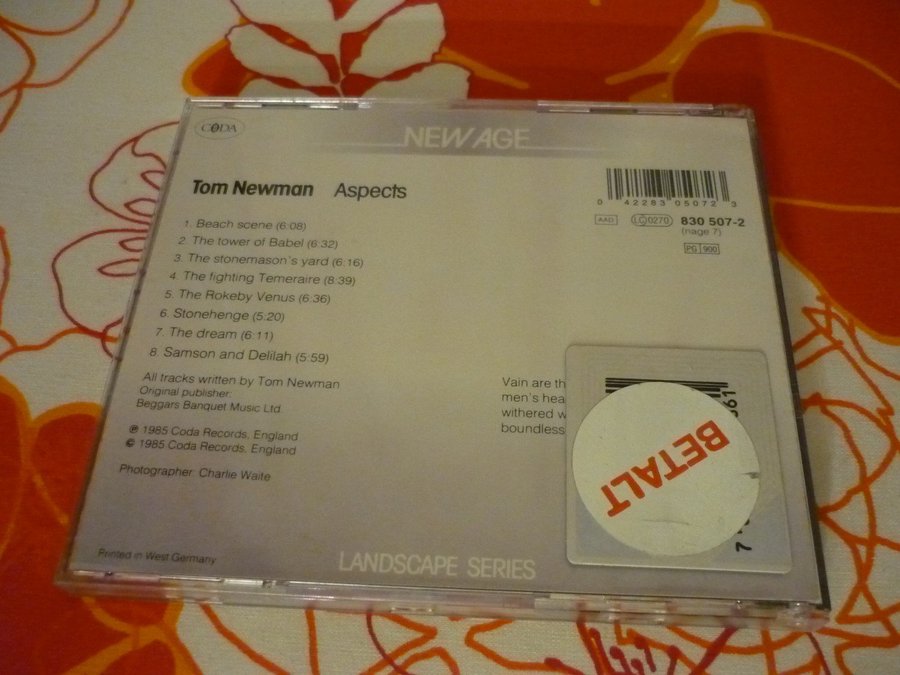 CODA
NEW AGE
Tom Newman Aspects
0 42283 05072 3
AAD LC 0270 830 507-2
(nage 7)
PG 900
1. Beach scene (6:08)
2. The tower of Babel (6:32)
3. The stonemason's yard (6:16)
4. The fighting Temeraire (8:39)
5. The Rokeby Venus (6:36)
6. Stonehenge (5:20)
7. The dream (6:11)
8. Samson and Delilah (5:59)
All tracks written by Tom Newman
Original publisher:
Beggars Banquet Music Ltd
℗ 1985 Coda Records, England
© 1985 Coda Records, England
Photographer: Charlie Waite
Vain are
men's
withered
boundless
BETALT
7
Printed in West Germany
LANDSCAPE SERIES